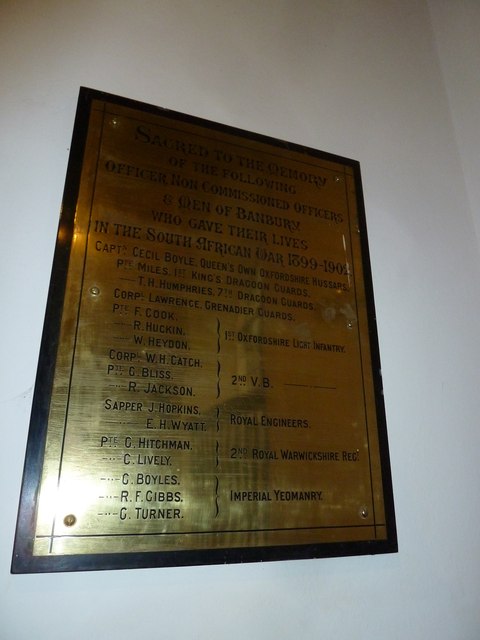 Sacred to the Memory
of the following
Officer Non Commissioned Officers
& Men of Banbury
who gave their lives
in the South African War 1899-1902
Capt. Cecil Boyle, Queen's Own Oxfordshire Hussars.
Pte Miles, 1st King's Dragoon Guards.
—"— T.H. Humphries, 7th Dragoon Guards.
Corpl Lawrence, Grenadier Guards.
Pte F. Cook.
—"— R. Huckin. 1st Oxfordshire Light Infantry.
—"— W. Heydon.
Corpl W.H. Gatch.
Pte G. Bliss. 2nd V.B. —"—
—"— R. Jackson.
Sapper J. Hopkins. Royal Engineers.
—"— E.H. Wyatt.
Pte G. Hitchman. 2nd Royal Warwickshire Regt
—"— C. Lively.
—"— G. Boyles.
—"— R.F. Gibbs. Imperial Yeomanry.
—"— G. Turner.